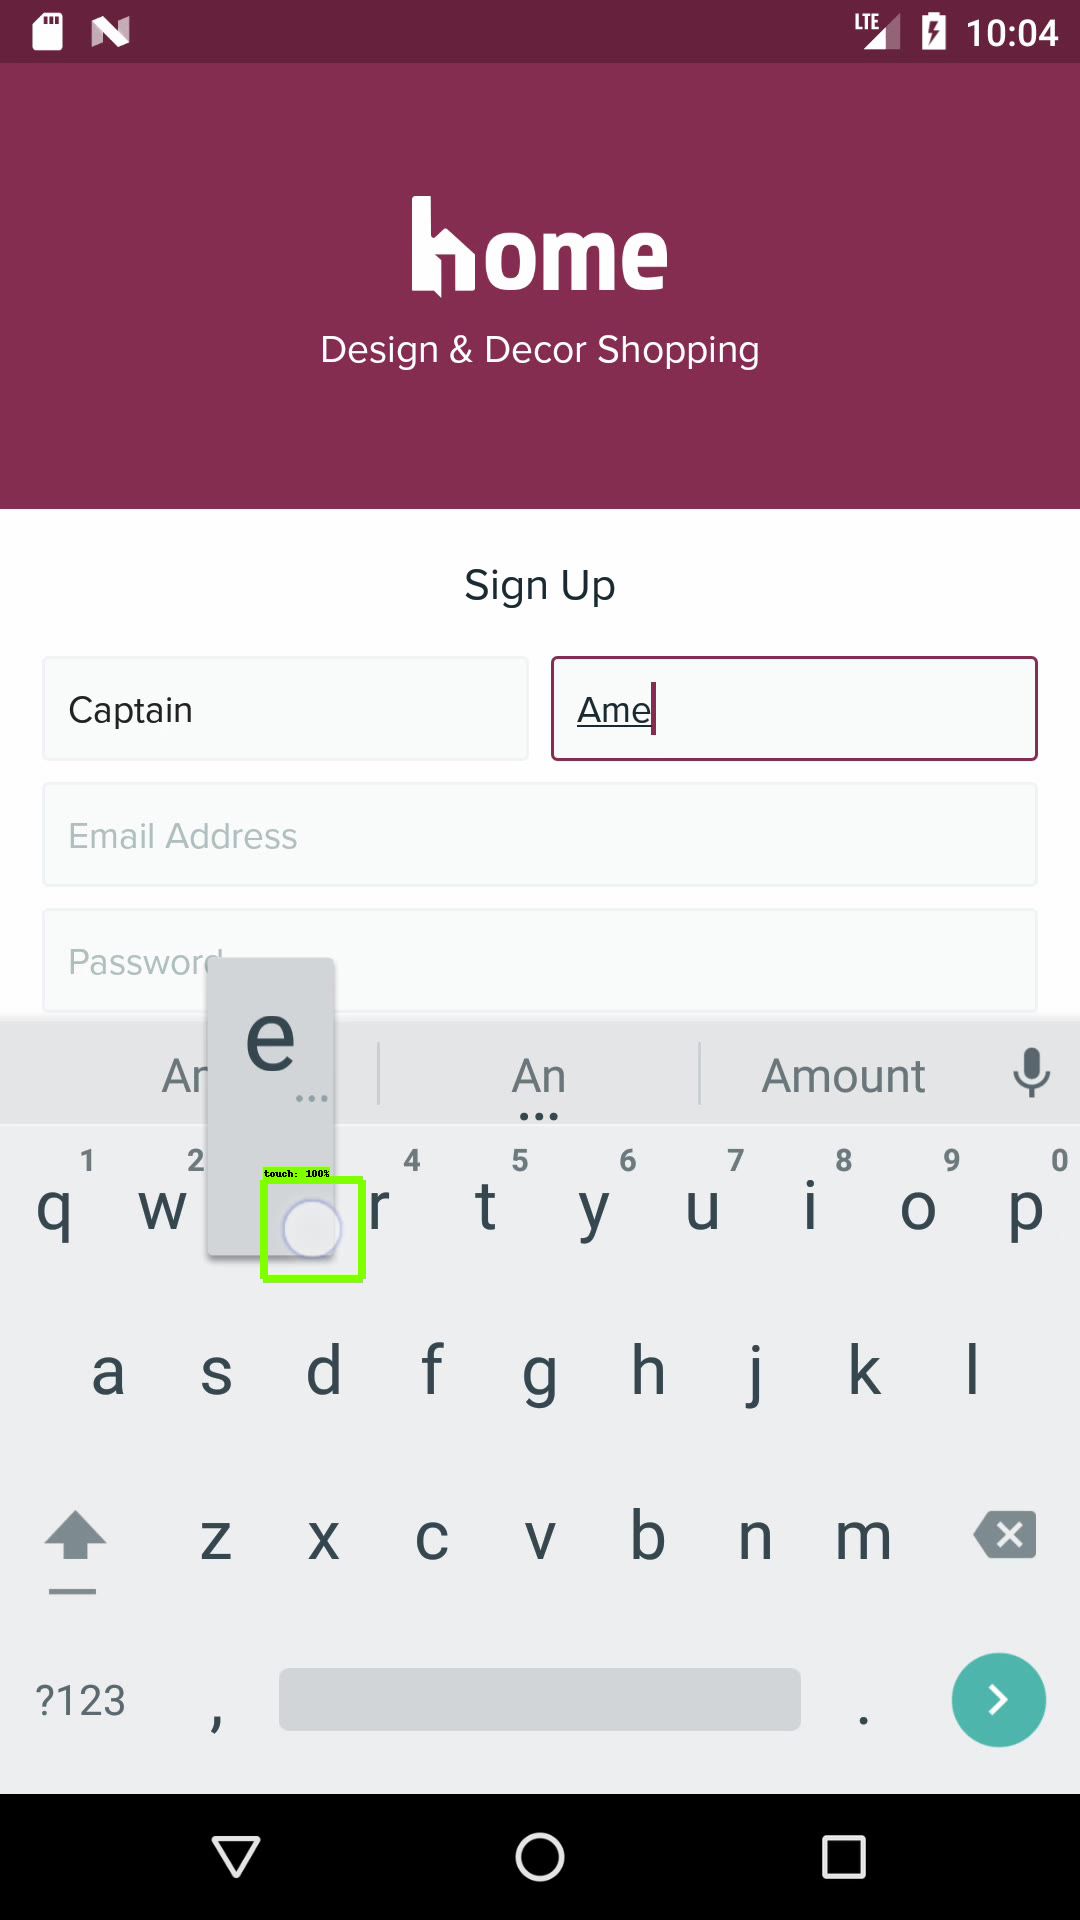 LTE 10:04
home
Design & Decor Shopping
Sign Up
Captain Ame
Email Address
Password
e
An Amount
touch: 100%
1 2 4 5 6 7 8 9 0
q w r t y u i o p
a s d f g h j k l
z x c v b n m
?123 , .